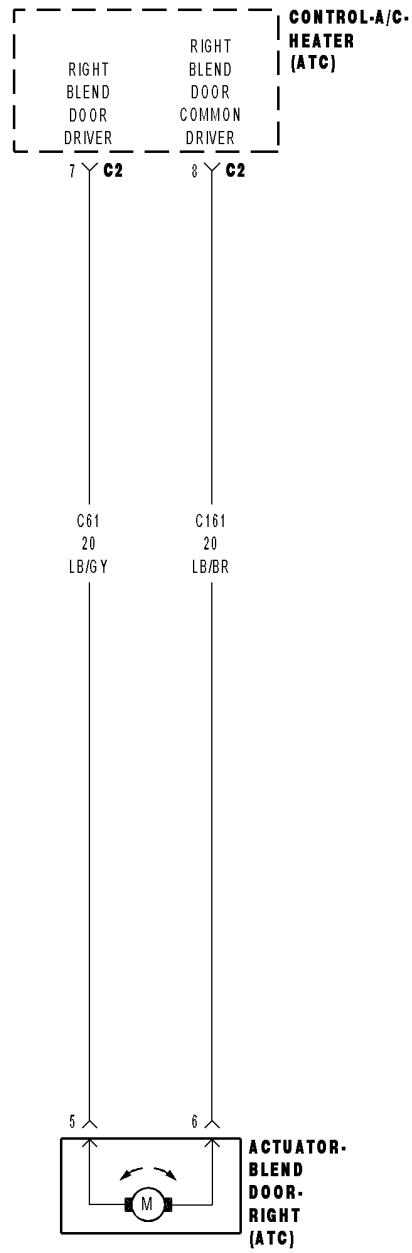 CONTROL-A/C-
HEATER
(ATC)
RIGHT
BLEND
DOOR
DRIVER
RIGHT
BLEND
DOOR
COMMON
DRIVER
7 C2
8 C2
C61
20
LB/GY
C161
20
LB/BR
5
6
M
ACTUATOR-
BLEND
DOOR-
RIGHT
(ATC)